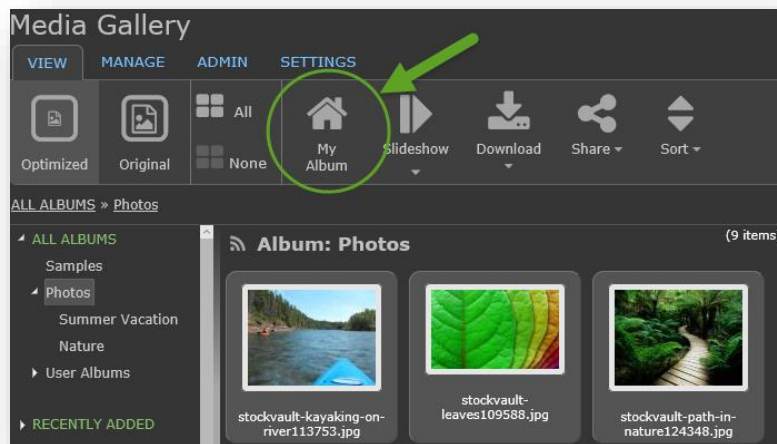 Media Gallery
VIEW MANAGE ADMIN SETTINGS
All
None
Optimized
Original
My
Album
Slideshow
Download
Share
Sort
ALL ALBUMS » Photos
ALL ALBUMS
Samples
Photos
Summer Vacation
Nature
User Albums
RECENTLY ADDED
Album: Photos
(9 items
stockvault-kayaking-on-
river113753.jpg
stockvault-
leaves109588.jpg
stockvault-path-in-
nature124348.jpg